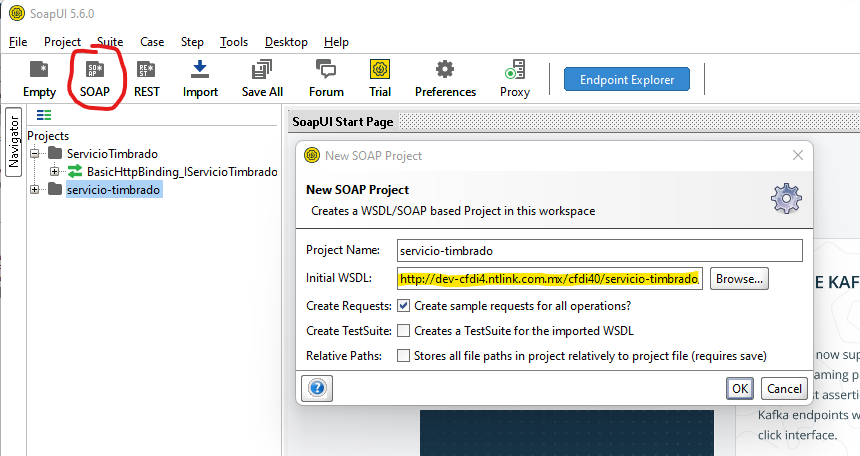 SoapUI 5.6.0
File Project Suite Case Step Tools Desktop Help
Empty SOAP REST Import Save All Forum Trial Preferences Proxy Endpoint Explorer
Navigator
Projects
ServicioTimbrado
BasicHttpBinding_IServicioTimbrado
servicio-timbrado
SoapUI Start Page
New SOAP Project
New SOAP Project
Creates a WSDL/SOAP based Project in this workspace
Project Name: servicio-timbrado
Initial WSDL: http://dev-cfdi4.ntlink.com.mx/cfdi40/servicio-timbrado Browse...
Create Requests: Create sample requests for all operations?
Create TestSuite: Creates a TestSuite for the imported WSDL
Relative Paths: Stores all file paths in project relatively to project file (requires save)
OK Cancel
E KAF
now sup
aming p
st asserti
Kafka endpoints w
click interface.